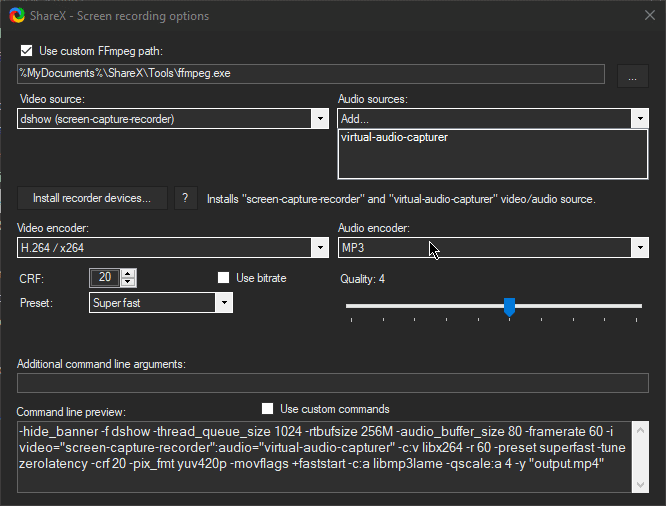 ShareX - Screen recording options
Use custom FFmpeg path:
%MyDocuments%\ShareX\Tools\ffmpeg.exe
...
Video source:
Audio sources:
dshow (screen-capture-recorder)
Add...
virtual-audio-capturer
Install recorder devices...
?
Installs "screen-capture-recorder" and "virtual-audio-capturer" video/audio source.
Video encoder:
Audio encoder:
H.264 / x264
MP3
CRF:
20
Use bitrate
Quality: 4
Preset:
Super fast
Additional command line arguments:
Command line preview:
Use custom commands
-hide_banner -f dshow -thread_queue_size 1024 -rtbufsize 256M -audio_buffer_size 80 -framerate 60 -i
video="screen-capture-recorder":audio="virtual-audio-capturer" -c:v libx264 -r 60 -preset superfast -tune
zerolatency -crf 20 -pix_fmt yuv420p -movflags +faststart -c:a libmp3lame -qscale:a 4 -y "output.mp4"